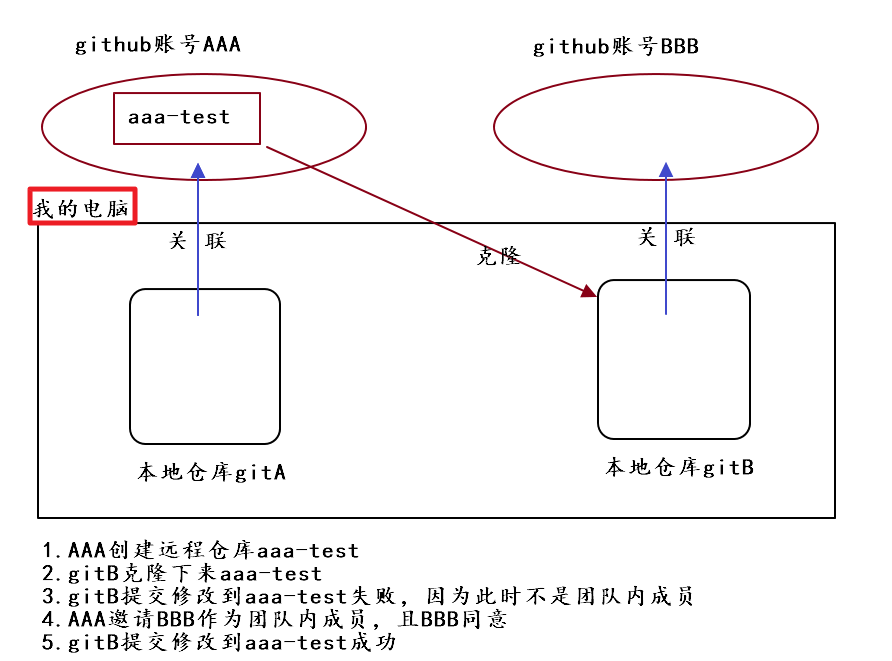 github账号AAA
github账号BBB
aaa-test
我的电脑
关 联
关 联
克隆
本地仓库gitA
本地仓库gitB
1.AAA创建远程仓库aaa-test
2.gitB克隆下来aaa-test
3.gitB提交修改到aaa-test失败，因为此时不是团队内成员
4.AAA邀请BBB作为团队内成员，且BBB同意
5.gitB提交修改到aaa-test成功